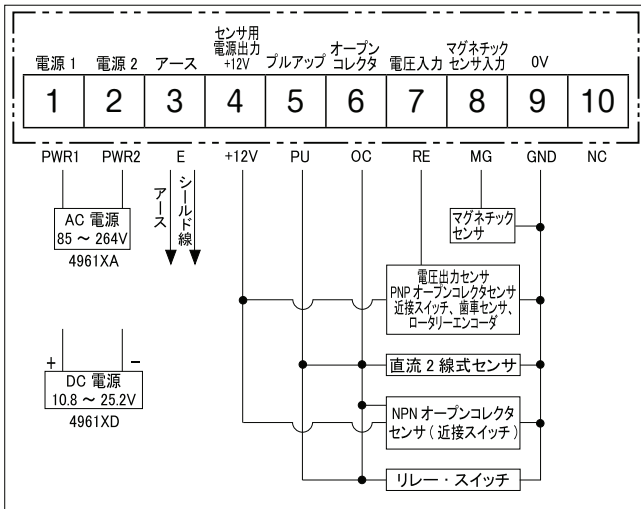 センサ用
電源出力
+12V
オープン
コレクタ
マグネチック
センサ入力
電源 1
電源 2
アース
プルアップ
電圧入力
0V
1
2
3
4
5
6
7
8
9
10
PWR1
PWR2
E
+12V
PU
OC
RE
MG
GND
NC
アース
シールド線
AC 電源
85 ～ 264V
4961XA
マグネチック
センサ
電圧出力センサ
PNP オープンコレクタセンサ
近接スイッチ、歯車センサ、
ロータリーエンコーダ
+
−
DC 電源
10.8 ～ 25.2V
4961XD
直流 2 線式センサ
NPN オープンコレクタ
センサ ( 近接スイッチ )
リレー・スイッチ